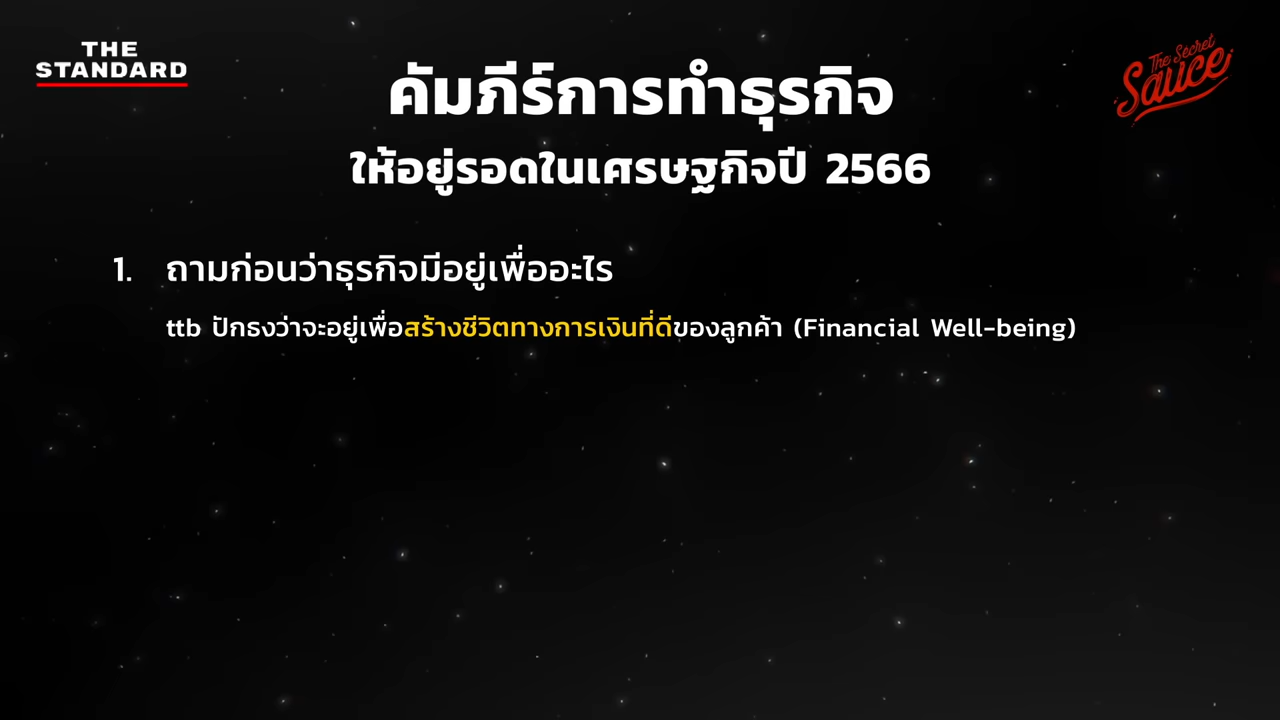 THE
STANDARD
The Secret
Sauce
คัมภีร์การทำธุรกิจ
ให้อยู่รอดในเศรษฐกิจปี 2566
1. ถามก่อนว่าธุรกิจมีอยู่เพื่ออะไร
ttb ปักธงว่าจะอยู่เพื่อสร้างชีวิตทางการเงินที่ดีของลูกค้า (Financial Well-being)